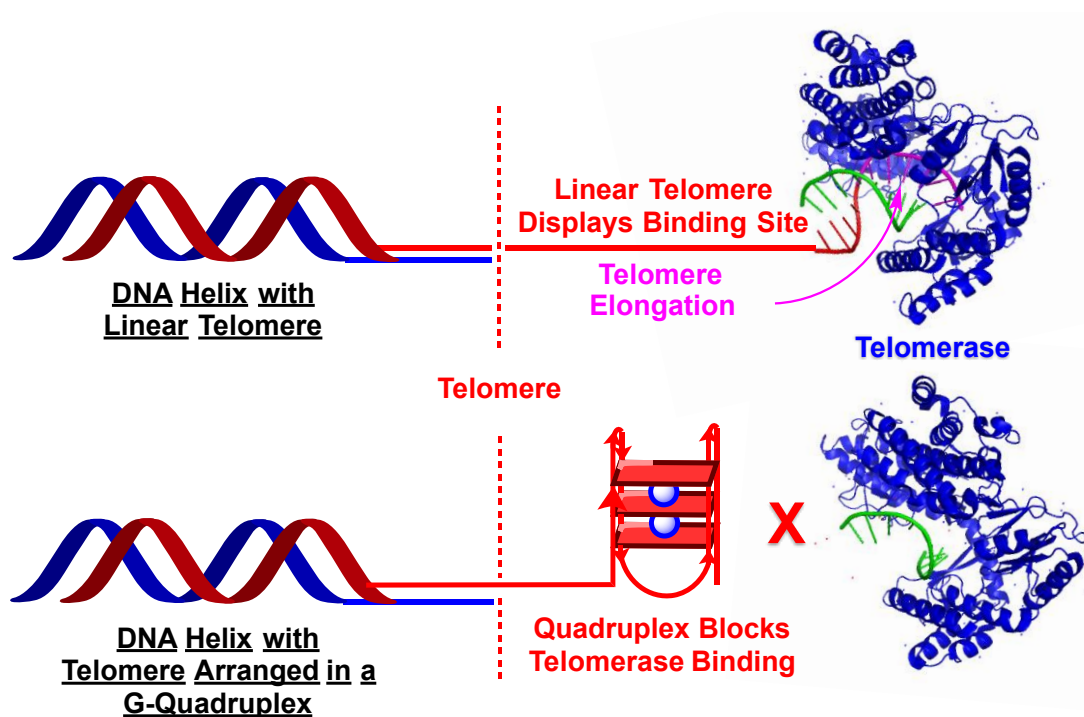 Linear Telomere
Displays Binding Site
Telomere
Elongation
DNA Helix with
Linear Telomere
Telomerase
Telomere
X
Quadruplex Blocks
Telomerase Binding
DNA Helix with
Telomere Arranged in a
G-Quadruplex